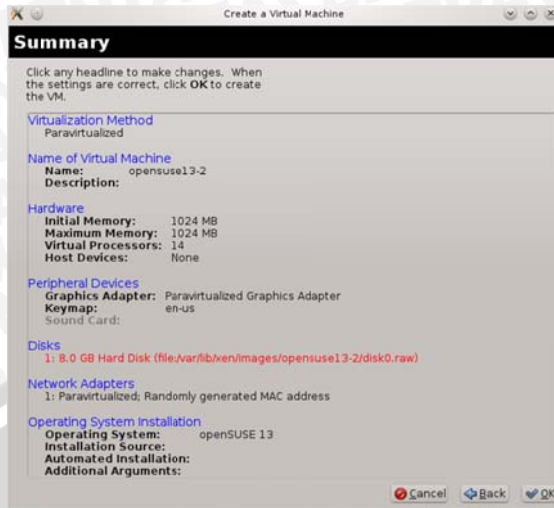 Create a Virtual Machine
Summary
Click any headline to make changes. When
the settings are correct, click OK to create
the VM.
Virtualization Method
Paravirtualized
Name of Virtual Machine
Name: opensuse13-2
Description:
Hardware
Initial Memory: 1024 MB
Maximum Memory: 1024 MB
Virtual Processors: 14
Host Devices: None
Peripheral Devices
Graphics Adapter: Paravirtualized Graphics Adapter
Keymap: en-us
Sound Card:
Disks
1: 8.0 GB Hard Disk (file:/var/lib/xen/images/opensuse13-2/disk0.raw)
Network Adapters
1: Paravirtualized; Randomly generated MAC address
Operating System Installation
Operating System: openSUSE 13
Installation Source:
Automated Installation:
Additional Arguments:
Cancel Back OK